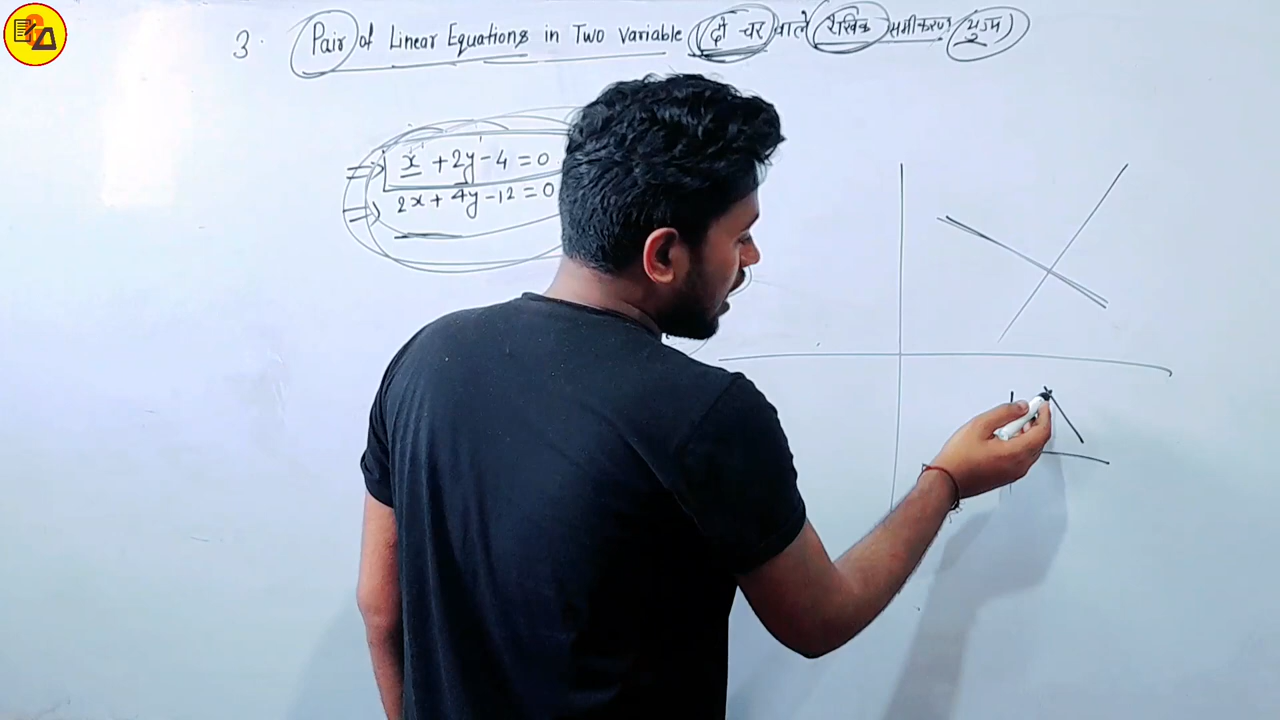 3. Pair of Linear Equations in Two Variable (दो चर वाले रैखिक समीकरण युग्म)
=> x + 2y - 4 = 0
=> 2x + 4y - 12 = 0